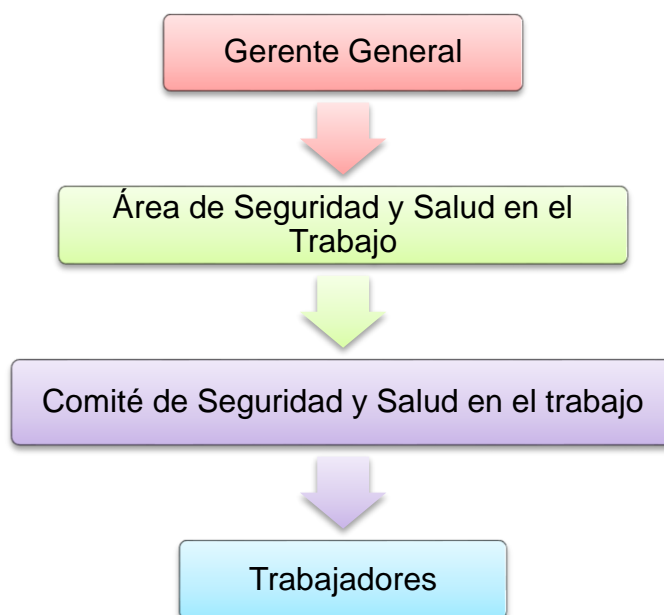 Gerente General
Área de Seguridad y Salud en el
Trabajo
Comité de Seguridad y Salud en el trabajo
Trabajadores